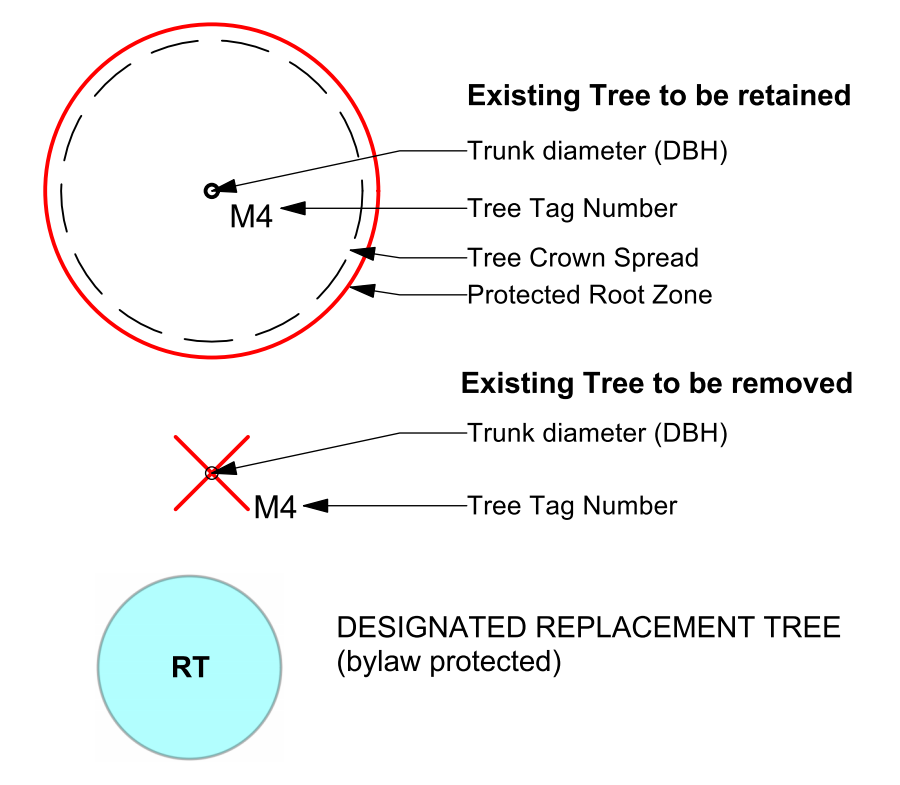 Existing Tree to be retained
Trunk diameter (DBH)
M4
Tree Tag Number
Tree Crown Spread
Protected Root Zone
Existing Tree to be removed
Trunk diameter (DBH)
M4
Tree Tag Number
RT
DESIGNATED REPLACEMENT TREE
(bylaw protected)